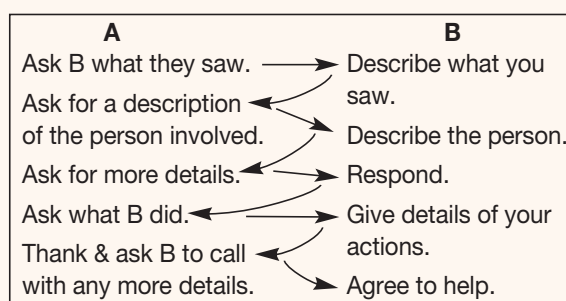 A
B
Ask B what they saw.
Describe what you
saw.
Ask for a description
of the person involved.
Describe the person.
Ask for more details.
Respond.
Ask what B did.
Give details of your
actions.
Thank & ask B to call
with any more details.
Agree to help.